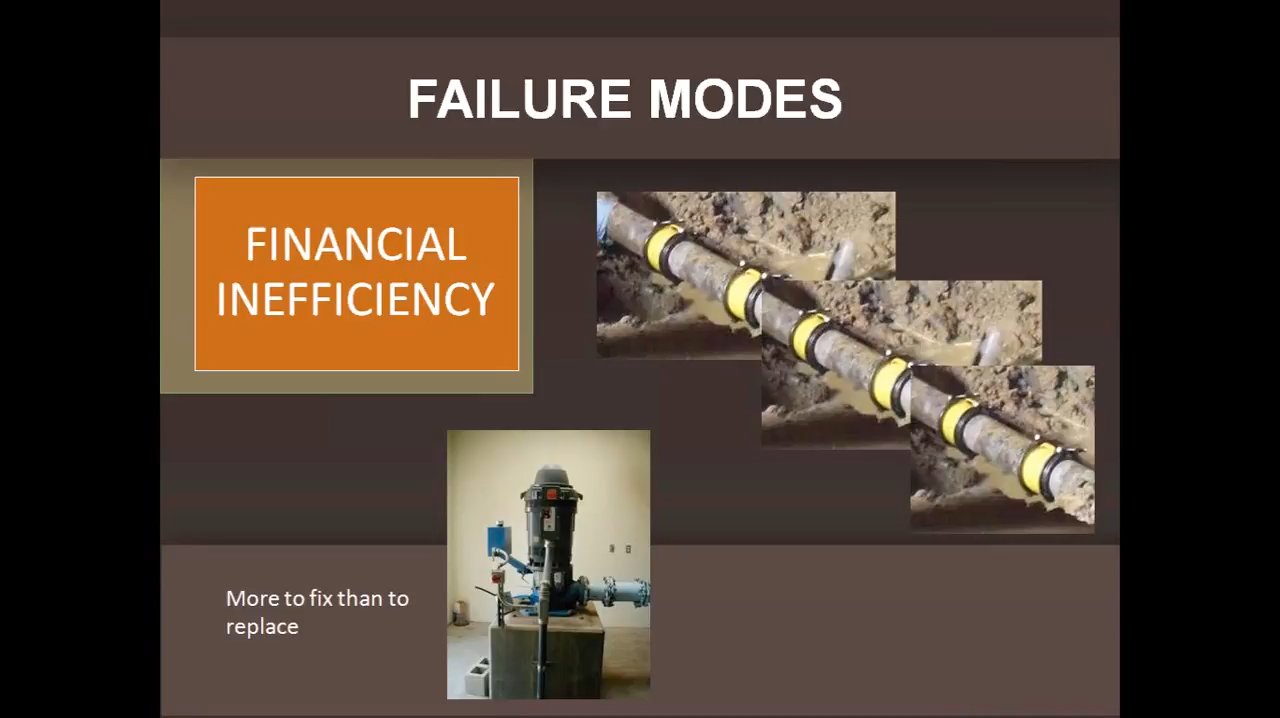 FAILURE MODES
FINANCIAL
INEFFICIENCY
More to fix than to
replace